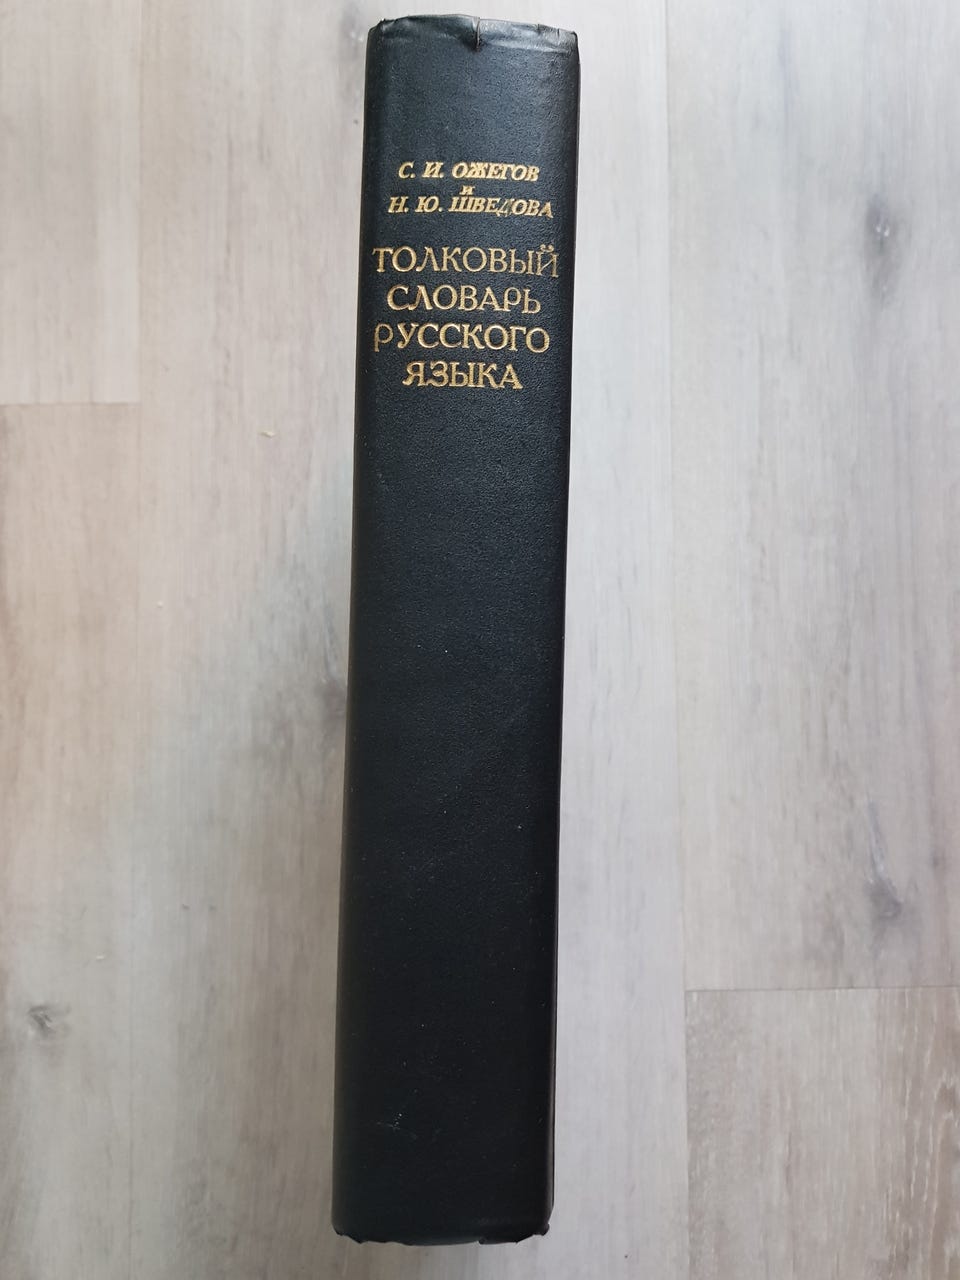 С. И. ОЖЕГОВ
и
Н. Ю. ШВЕДОВА
ТОЛКОВЫЙ
СЛОВАРЬ
РУССКОГО
ЯЗЫКА